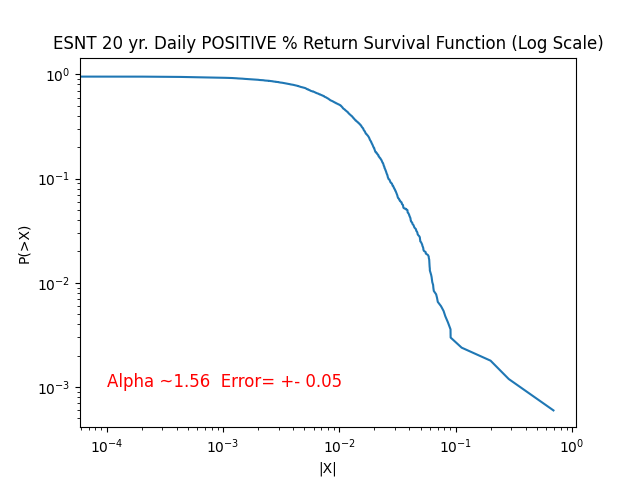 ESNT 20 yr. Daily POSITIVE % Return Survival Function (Log Scale)
10⁰
10⁻¹
10⁻²
10⁻³
P(>X)
Alpha ~1.56  Error= +- 0.05
10⁻⁴ 10⁻³ 10⁻² 10⁻¹ 10⁰
|X|